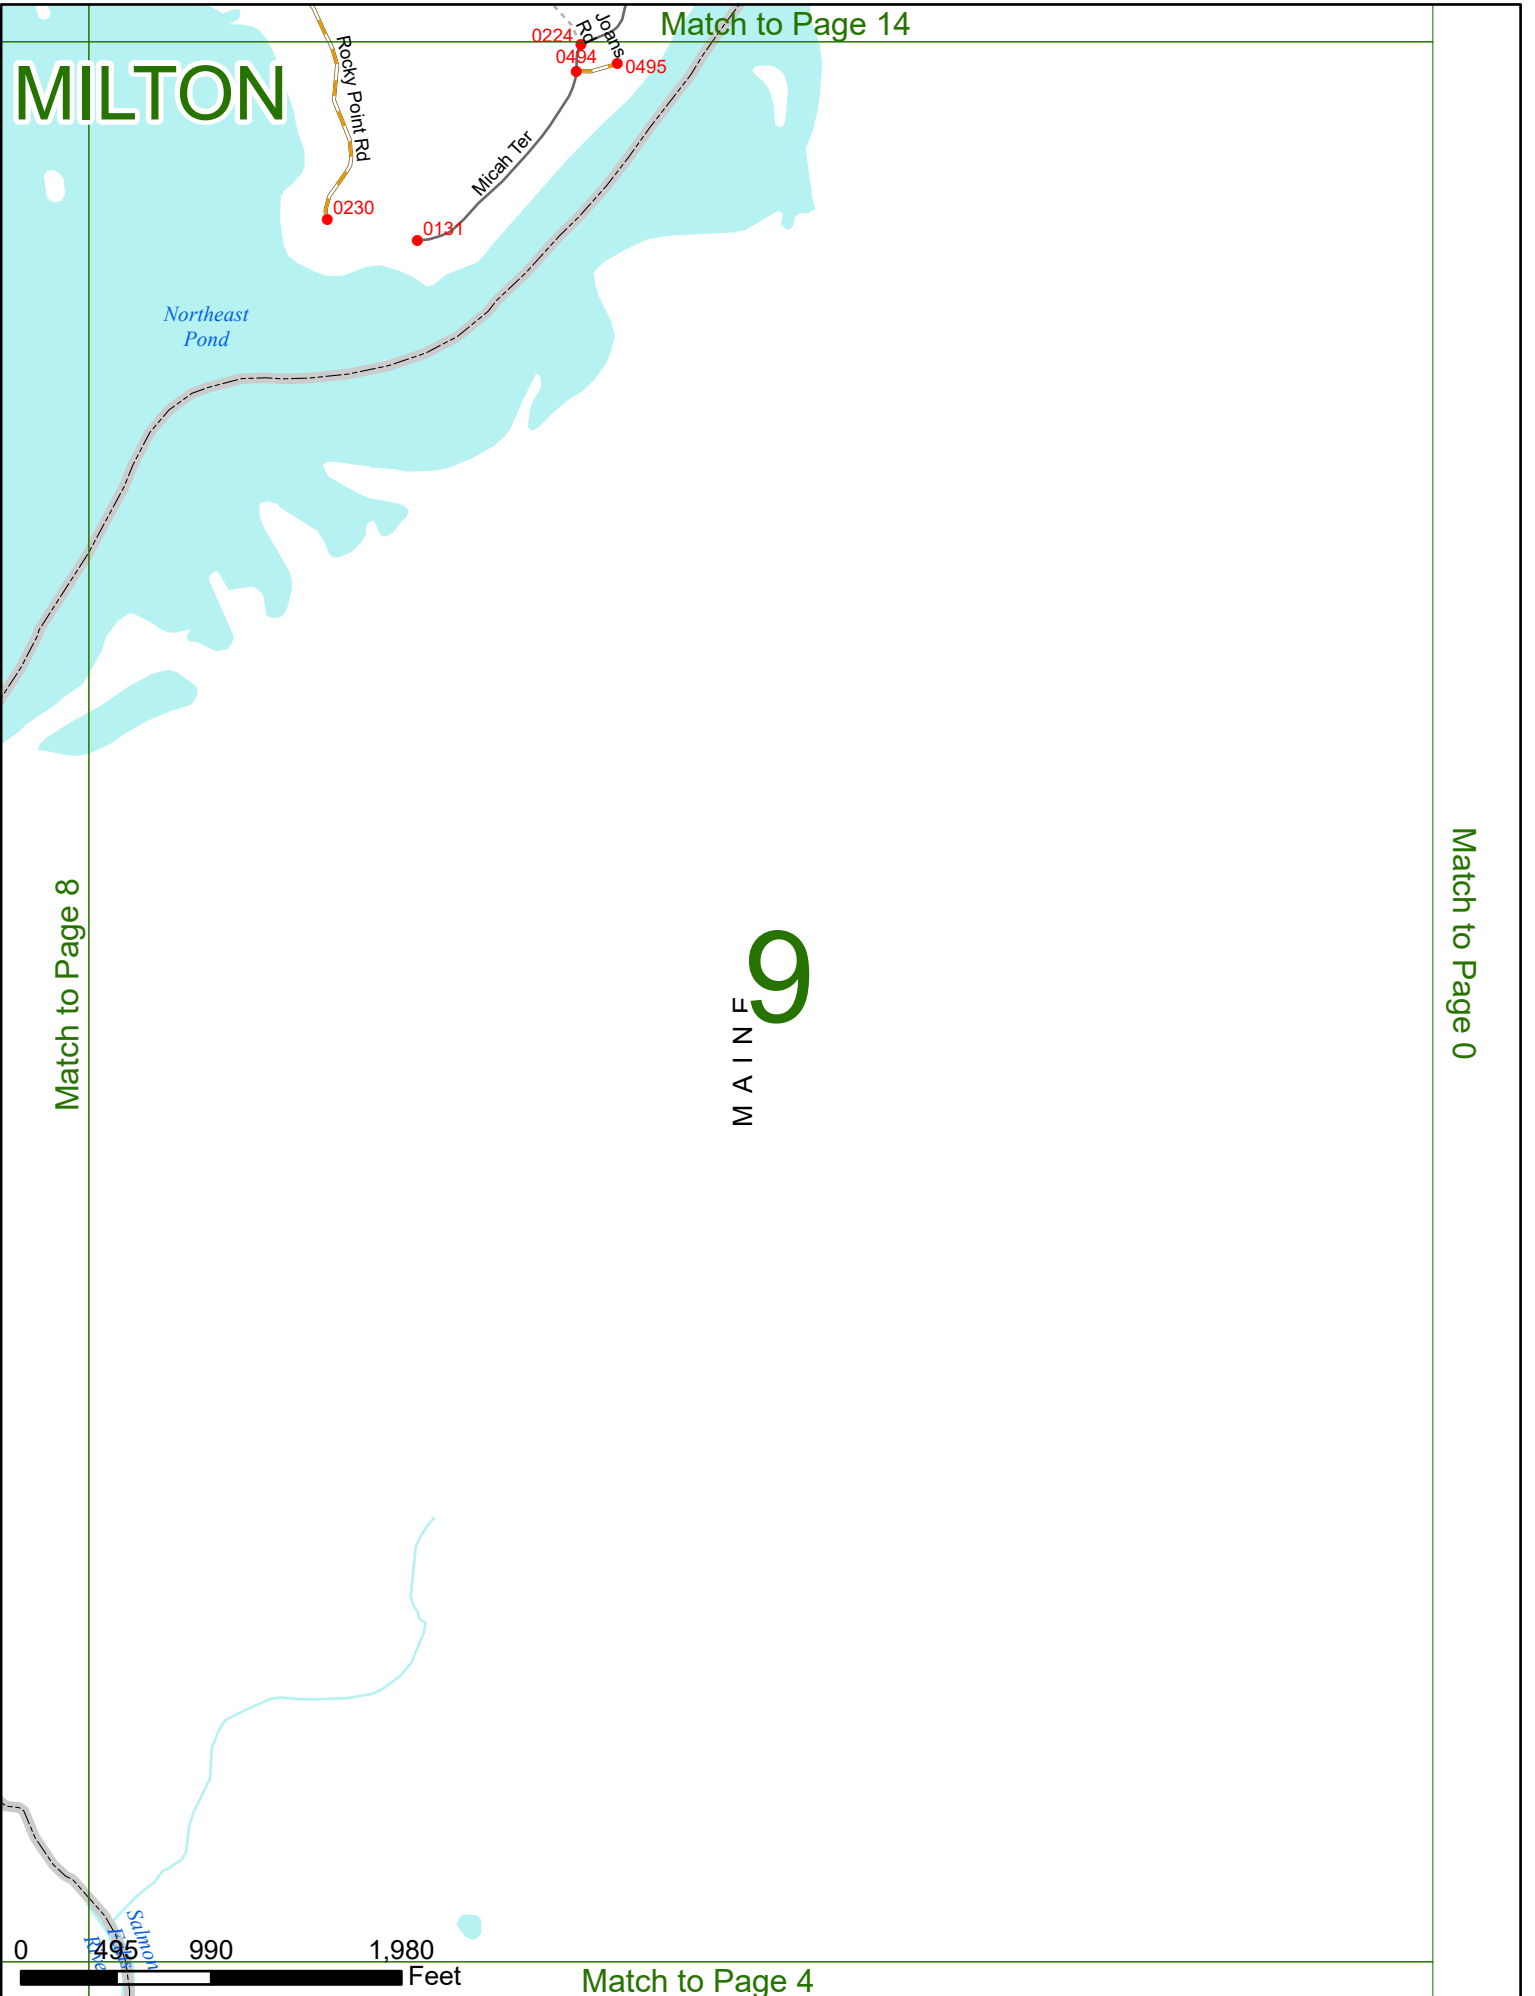 Match to Page 14
MILTON
Rocky Point Rd
Joans
Rd
0224
0494
0495
Micah Ter
0230
0131
Northeast
Pond
Match to Page 8
9
MAINE
Match to Page 0
Salmon
Falls
River
0 495 990 1,980
Feet
Match to Page 4